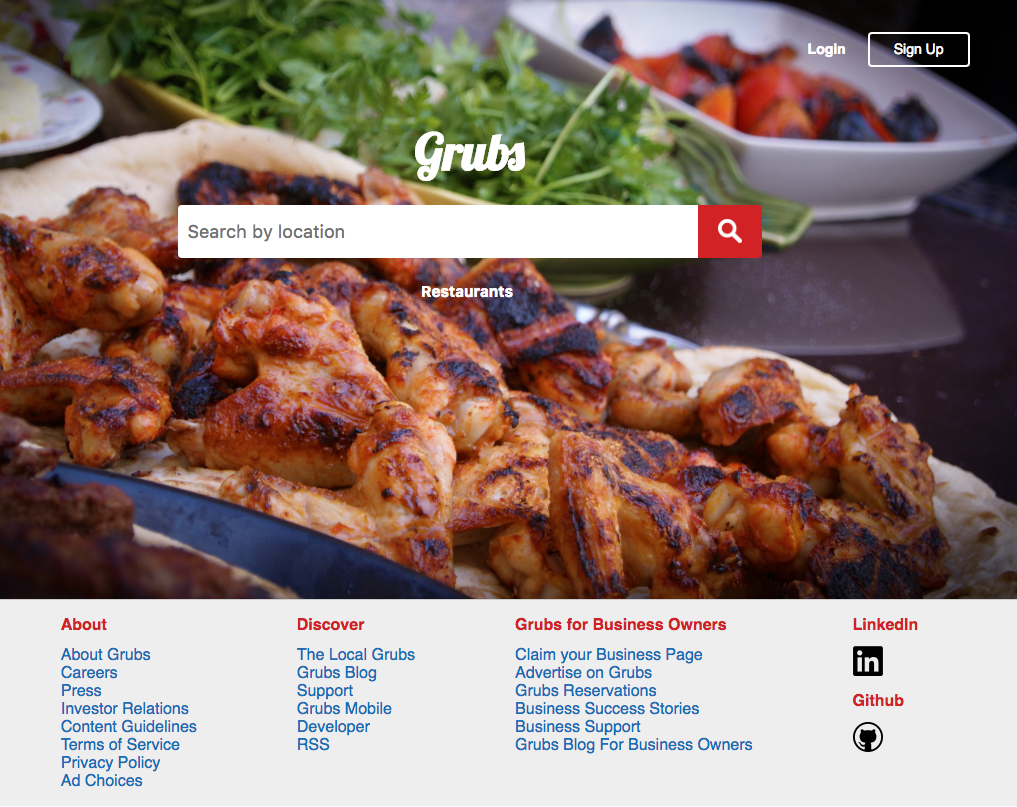 LogIn
Sign Up
Grubs
Search by location
Restaurants
About
About Grubs
Careers
Press
Investor Relations
Content Guidelines
Terms of Service
Privacy Policy
Ad Choices
Discover
The Local Grubs
Grubs Blog
Support
Grubs Mobile
Developer
RSS
Grubs for Business Owners
Claim your Business Page
Advertise on Grubs
Grubs Reservations
Business Success Stories
Business Support
Grubs Blog For Business Owners
LinkedIn
in
Github